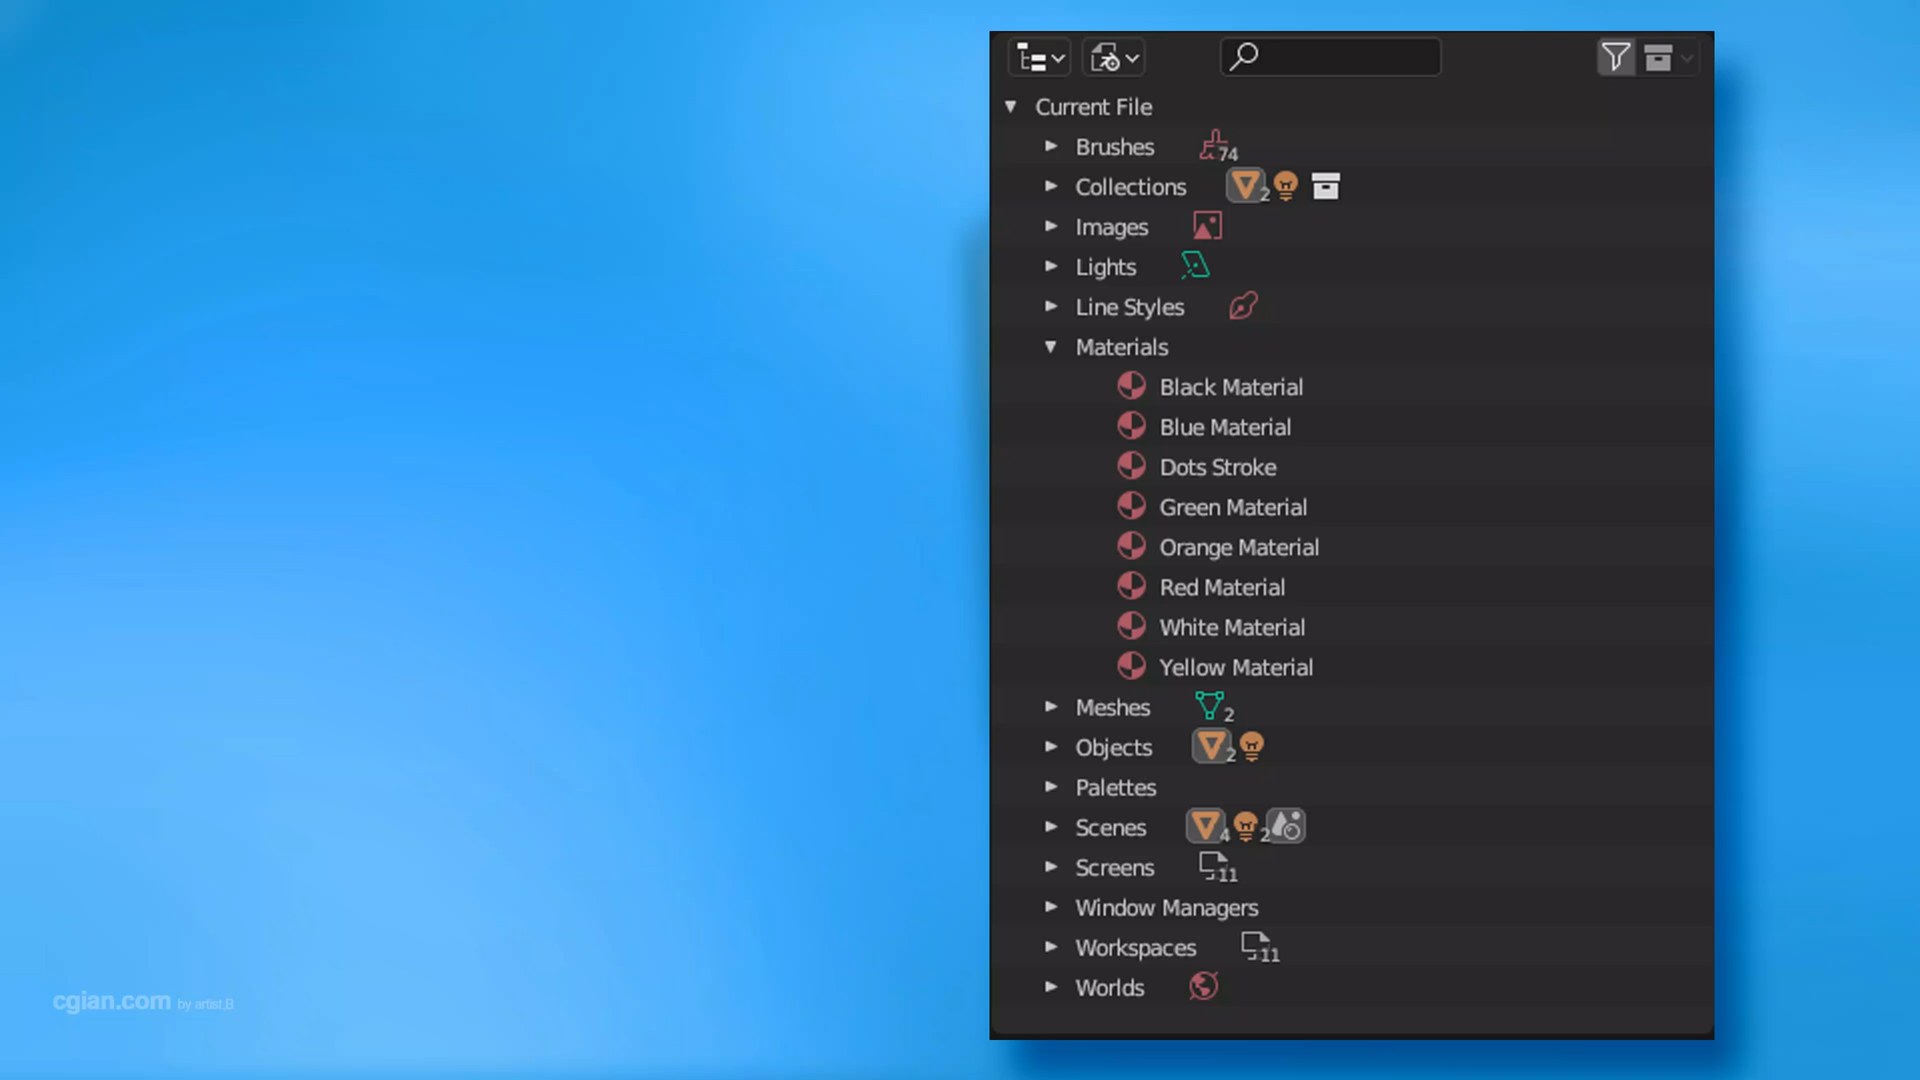 Current File
Brushes 74
Collections 2
Images
Lights
Line Styles
Materials
Black Material
Blue Material
Dots Stroke
Green Material
Orange Material
Red Material
White Material
Yellow Material
Meshes 2
Objects 2
Palettes
Scenes 4 2
Screens 11
Window Managers
Workspaces 11
Worlds
cgian.com by artist.B